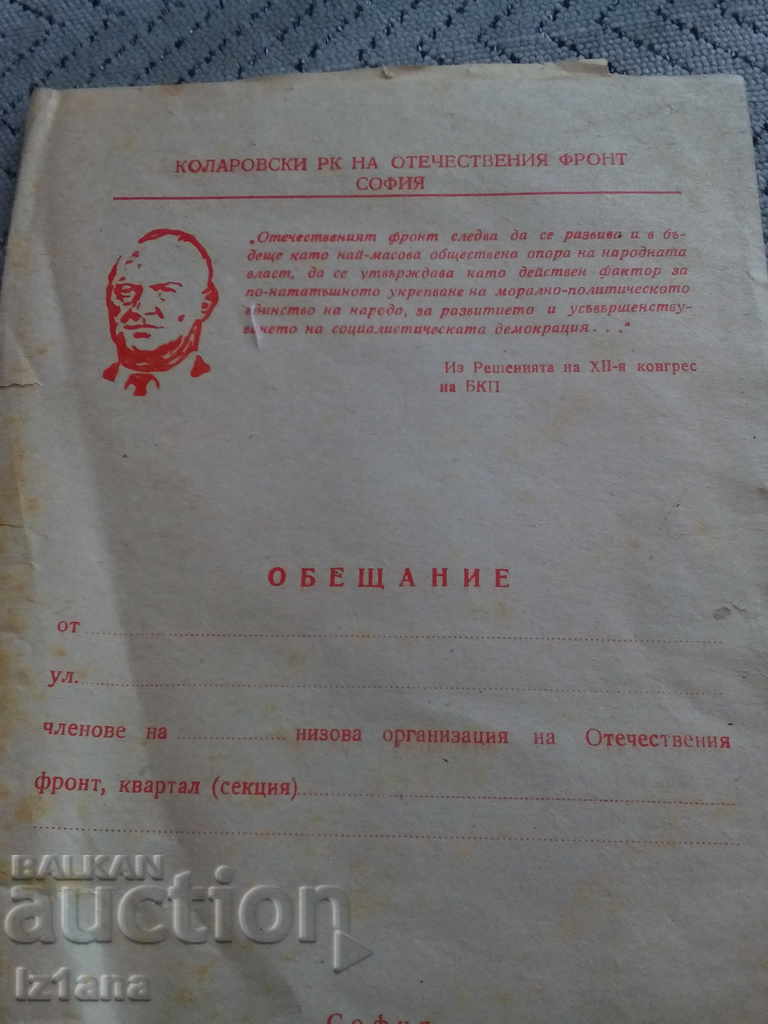 КОЛАРОВСКИ РК НА ОТЕЧЕСТВЕНИЯ ФРОНТ
СОФИЯ
„Отечественият фронт следва да се развива и в бъ-
деще като най-масова обществена опора на народната
власт, да се утвърждава като действен фактор за
по-нататъшното укрепване на морално-политическото
единство на народа, за развитието и усъвършенству-
ването на социалистическата демокрация . . .“
Из Решенията на XII-я конгрес
на БКП
ОБЕЩАНИЕ
от
ул.
членове на низова организация на Отечествения
фронт, квартал (секция)
BALKAN
auction
Iz1ana
София